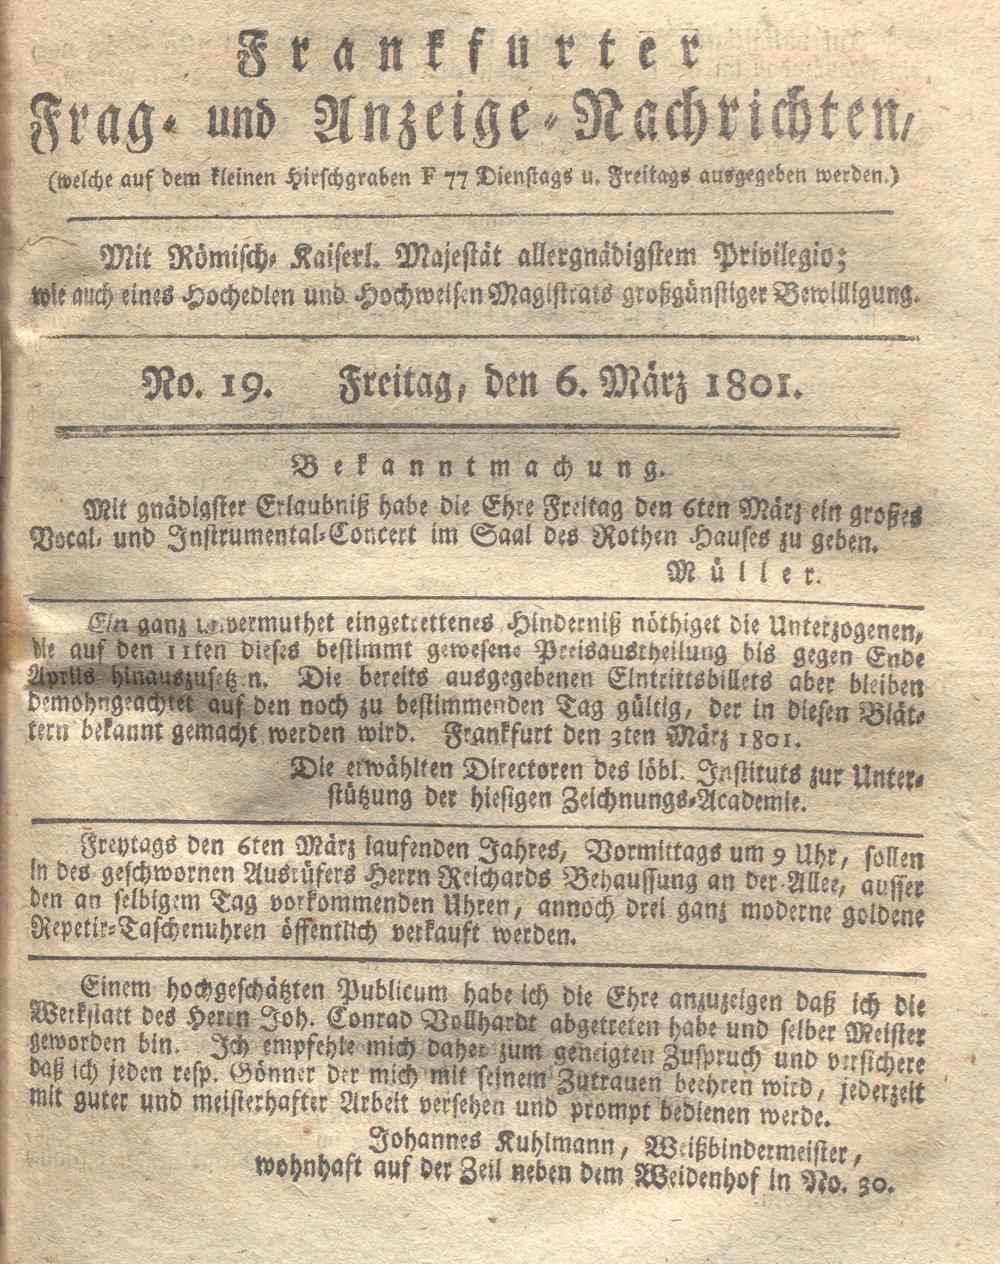 Frankfurter
Frag- und Anzeige-Nachrichten,
(welche auf dem kleinen Hirschgraben F 77 Dienstags u. Freitags ausgegeben werden.)
Mit Römisch-Kaiserl. Majestät allergnädigstem Privilegio;
wie auch eines Hochedlen und Hochweisen Magistrats großgünstiger Bewilligung.
No. 19. Freitag, den 6. März 1801.
Bekanntmachung.
Mit gnädigster Erlaubniß habe die Ehre Freitag den 6ten März ein großes
Vocal- und Instrumental-Concert im Saal des Rothen Hauses zu geben.
Müller.
Ein ganz unvermuthet eingetrettenes Hinderniß nöthiget die Unterzogenen,
die auf den 11ten dieses bestimmt gewesene Preisaustheilung bis gegen Ende
Aprils hinauszusetzen. Die bereits ausgegebenen Eintrittsbillets aber bleiben
demohngeachtet auf den noch zu bestimmenden Tag gültig, der in diesen Blät-
tern bekannt gemacht werden wird. Frankfurt den 3ten März 1801.
Die erwählten Directoren des löbl. Instituts zur Unter-
stützung der hiesigen Zeichnungs-Academie.
Freytags den 6ten März laufenden Jahres, Vormittags um 9 Uhr, sollen
in des geschwornen Ausrüfers Herrn Reichards Behaussung an der Allee, ausser
den an selbigem Tag vorkommenden Uhren, annoch drei ganz moderne goldene
Repetir-Taschenuhren öffentlich verkauft werden.
Einem hochgeschätzten Publicum habe ich die Ehre anzuzeigen daß ich die
Werkstatt des Herrn Joh. Conrad Vollhardt abgetreten habe und selber Meister
geworden bin. Ich empfehle mich daher zum geneigten Zuspruch und versichere
daß ich jeden resp. Gönner der mich mit seinem Zutrauen beehren wird, jederzeit
mit guter und meisterhafter Arbeit versehen und prompt bedienen werde.
Johannes Kuhlmann, Weißbindermeister,
wohnhaft auf der Zeil neben dem Weidenhof in No. 30.